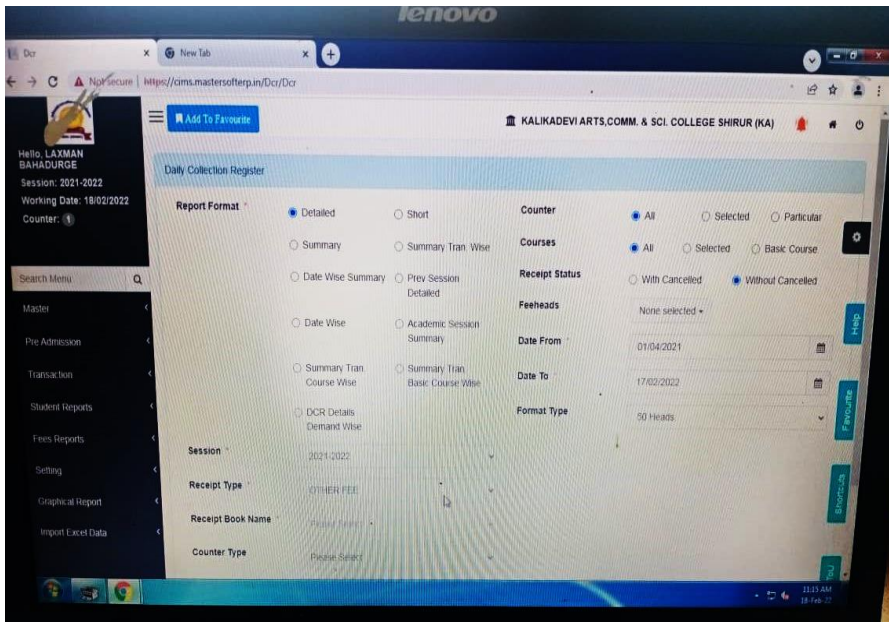 lenovo
Dcr
New Tab
Not secure
https://cims.mastersofterp.in/Dcr/Dcr
Add To Favourite
KALIKADEVI ARTS,COMM. & SCI. COLLEGE SHIRUR (KA)
Hello, LAXMAN
BAHADURGE
Session: 2021-2022
Working Date: 18/02/2022
Counter: 1
Search Menu
Master
Pre Admission
Transaction
Student Reports
Fees Reports
Setting
Graphical Report
Import Excel Data
Daily Collection Register
Report Format *
Detailed
Short
Summary
Summary Tran. Wise
Date Wise Summary
Prev Session
Detailed
Date Wise
Academic Session
Summary
Summary Tran
Course Wise
Summary Tran
Basic Course Wise
DCR Details
Demand Wise
Session *
2021-2022
Receipt Type *
OTHER FEE
Receipt Book Name *
Please Select
Counter Type
Please Select
Counter
All
Selected
Particular
Courses
All
Selected
Basic Course
Receipt Status
With Cancelled
Without Cancelled
Feeheads
None selected
Date From *
01/04/2021
Date To *
17/02/2022
Format Type
50 Heads
Help
Favourite
Shortcuts
11:15 AM
18-Feb-22